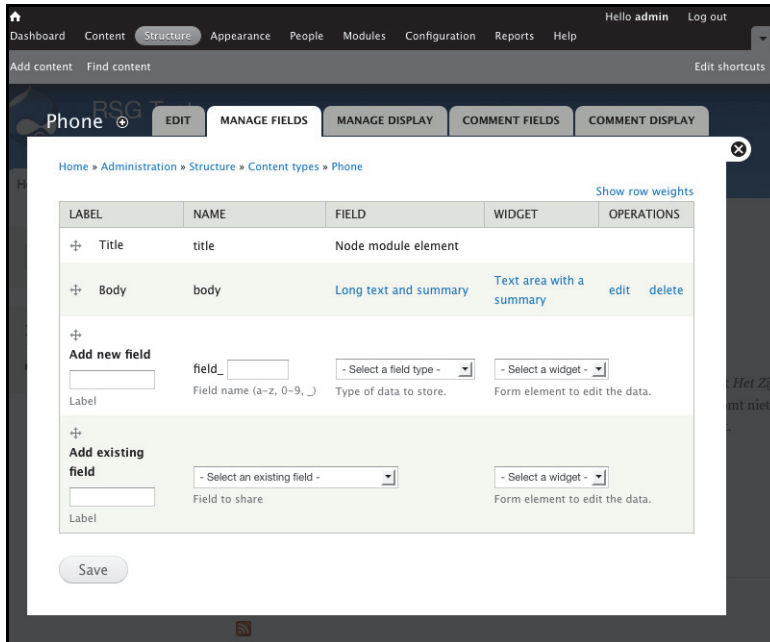 Hello admin Log out
Dashboard Content Structure Appearance People Modules Configuration Reports Help
Add content Find content Edit shortcuts
RSG
Phone EDIT MANAGE FIELDS MANAGE DISPLAY COMMENT FIELDS COMMENT DISPLAY
Home » Administration » Structure » Content types » Phone
Show row weights
LABEL NAME FIELD WIDGET OPERATIONS
Title title Node module element
Body body Long text and summary Text area with a summary edit delete
Add new field
field_ - Select a field type - - Select a widget -
Label Field name (a-z, 0-9, _) Type of data to store. Form element to edit the data.
Add existing
field
- Select an existing field - - Select a widget -
Label Field to share Form element to edit the data.
Het
niet
Save